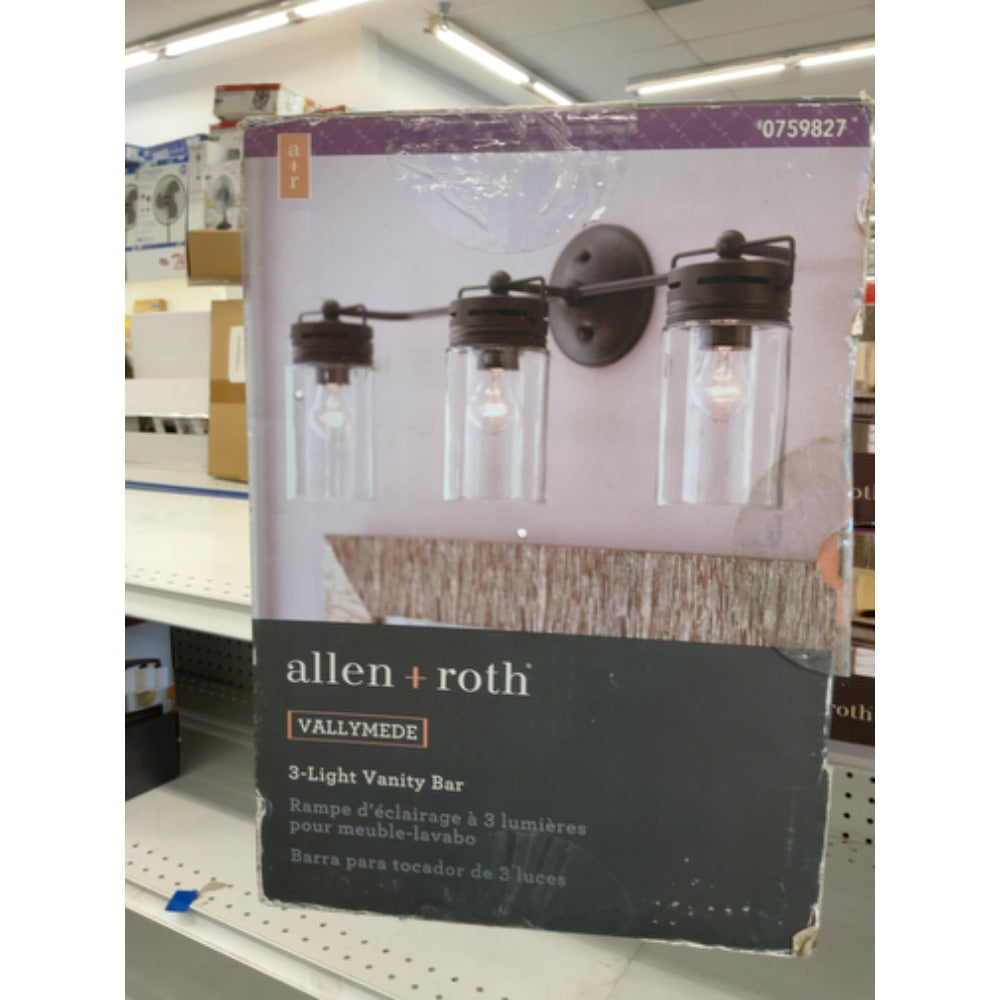 0759827
a+r
allen + roth
VALLYMEDE
3-Light Vanity Bar
Rampe d'éclairage à 3 lumières
pour meuble-lavabo
Barra para tocador de 3 luces
roth